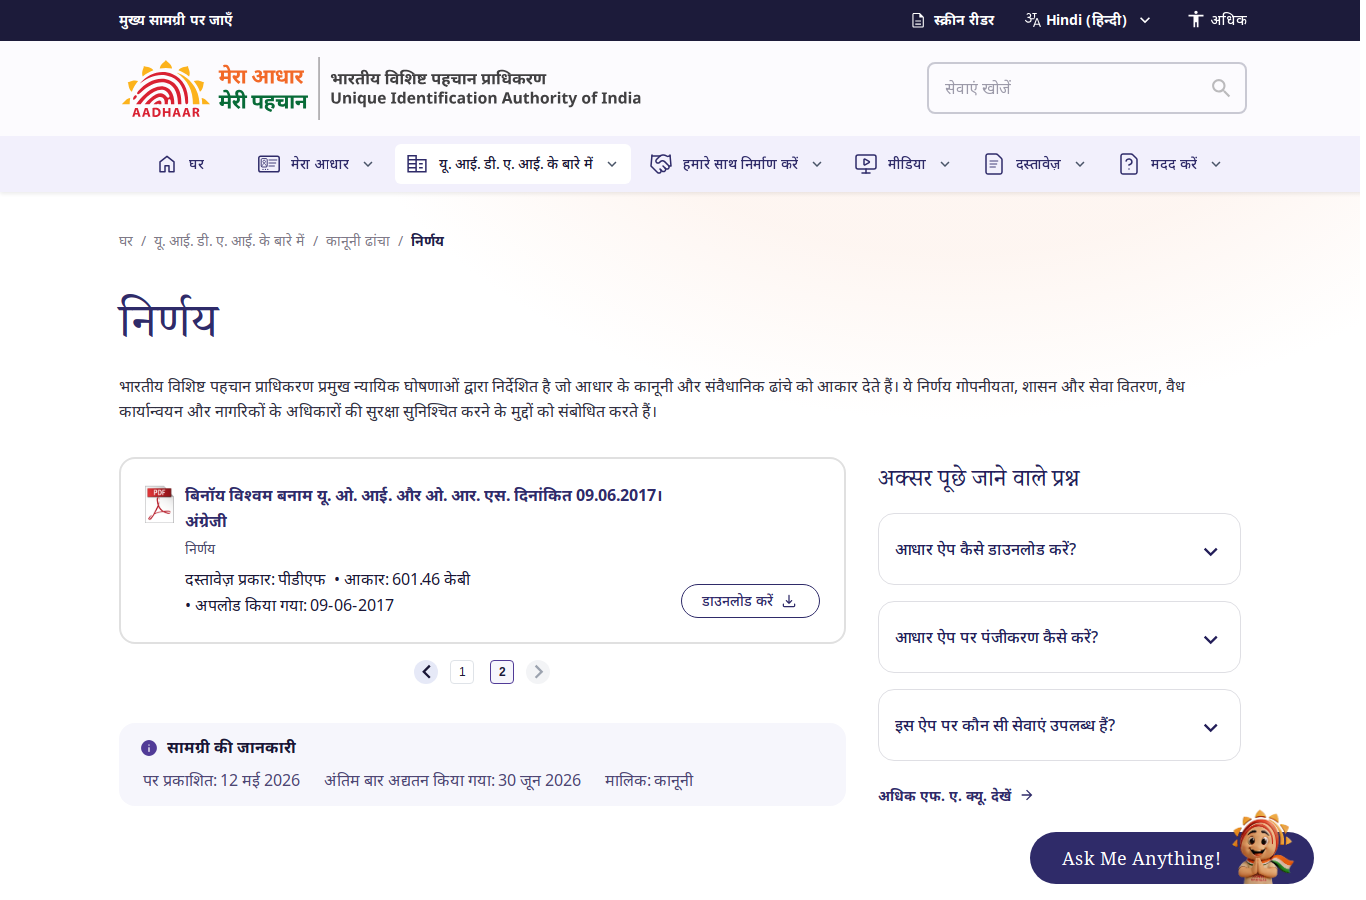 मुख्य सामग्री पर जाएँ
स्क्रीन रीडर
Hindi (हिन्दी)
अधिक
AADHAAR
मेरा आधार
मेरी पहचान
भारतीय विशिष्ट पहचान प्राधिकरण
Unique Identification Authority of India
सेवाएं खोजें
घर
मेरा आधार
यू. आई. डी. ए. आई. के बारे में
हमारे साथ निर्माण करें
मीडिया
दस्तावेज़
मदद करें
घर / यू. आई. डी. ए. आई. के बारे में / कानूनी ढांचा / निर्णय
निर्णय
भारतीय विशिष्ट पहचान प्राधिकरण प्रमुख न्यायिक घोषणाओं द्वारा निर्देशित है जो आधार के कानूनी और संवैधानिक ढांचे को आकार देते हैं। ये निर्णय गोपनीयता, शासन और सेवा वितरण, वैध
कार्यान्वयन और नागरिकों के अधिकारों की सुरक्षा सुनिश्चित करने के मुद्दों को संबोधित करते हैं।
PDF
बिनॉय विश्वम बनाम यू. ओ. आई. और ओ. आर. एस. दिनांकित 09.06.2017।
अंग्रेजी
निर्णय
दस्तावेज़ प्रकार: पीडीएफ • आकार: 601.46 केबी
• अपलोड किया गया: 09-06-2017
डाउनलोड करें
1
2
सामग्री की जानकारी
पर प्रकाशित: 12 मई 2026 अंतिम बार अद्यतन किया गया: 30 जून 2026 मालिक: कानूनी
अक्सर पूछे जाने वाले प्रश्न
आधार ऐप कैसे डाउनलोड करें?
आधार ऐप पर पंजीकरण कैसे करें?
इस ऐप पर कौन सी सेवाएं उपलब्ध हैं?
अधिक एफ. ए. क्यू. देखें
Ask Me Anything!